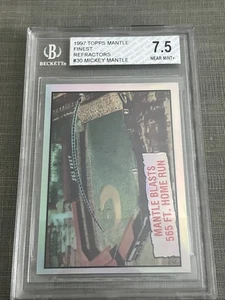 BECKETT
1997 TOPPS MANTLE
FINEST
REFRACTORS
#30 MICKEY MANTLE
7.5
NEAR MINT+
MANTLE BLASTS
565 FT. HOME RUN